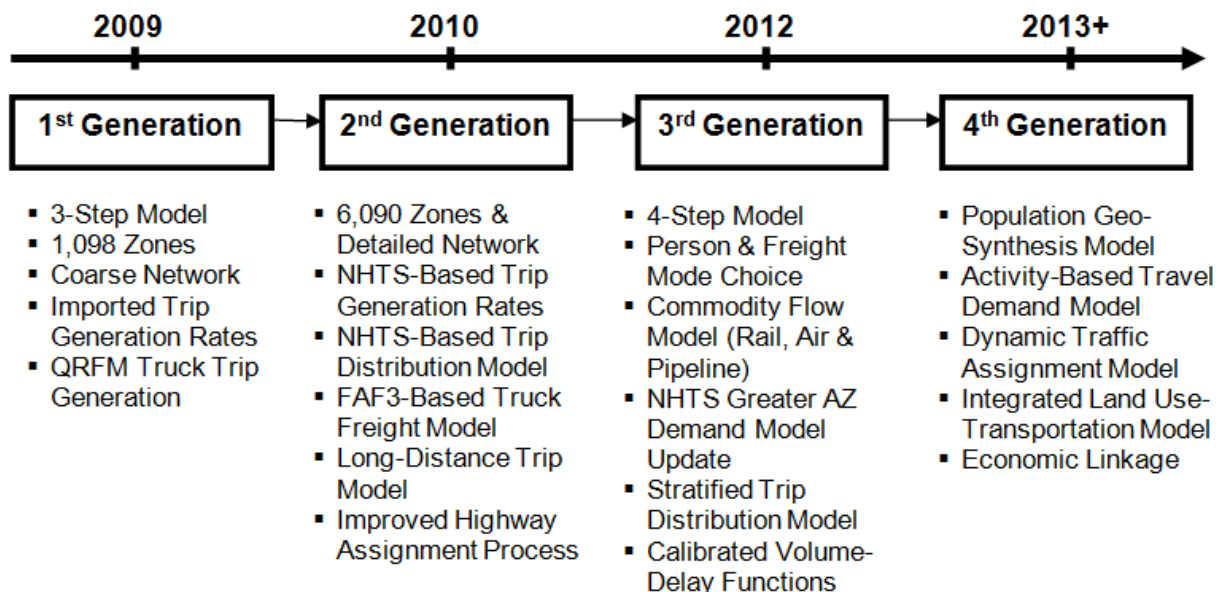 2009
2010
2012
2013+
1st Generation
2nd Generation
3rd Generation
4th Generation
▪ 3-Step Model
▪ 1,098 Zones
▪ Coarse Network
▪ Imported Trip
Generation Rates
▪ QRFM Truck Trip
Generation
▪ 6,090 Zones &
Detailed Network
▪ NHTS-Based Trip
Generation Rates
▪ NHTS-Based Trip
Distribution Model
▪ FAF3-Based Truck
Freight Model
▪ Long-Distance Trip
Model
▪ Improved Highway
Assignment Process
▪ 4-Step Model
▪ Person & Freight
Mode Choice
▪ Commodity Flow
Model (Rail, Air &
Pipeline)
▪ NHTS Greater AZ
Demand Model
Update
▪ Stratified Trip
Distribution Model
▪ Calibrated Volume-
Delay Functions
▪ Population Geo-
Synthesis Model
▪ Activity-Based Travel
Demand Model
▪ Dynamic Traffic
Assignment Model
▪ Integrated Land Use-
Transportation Model
▪ Economic Linkage